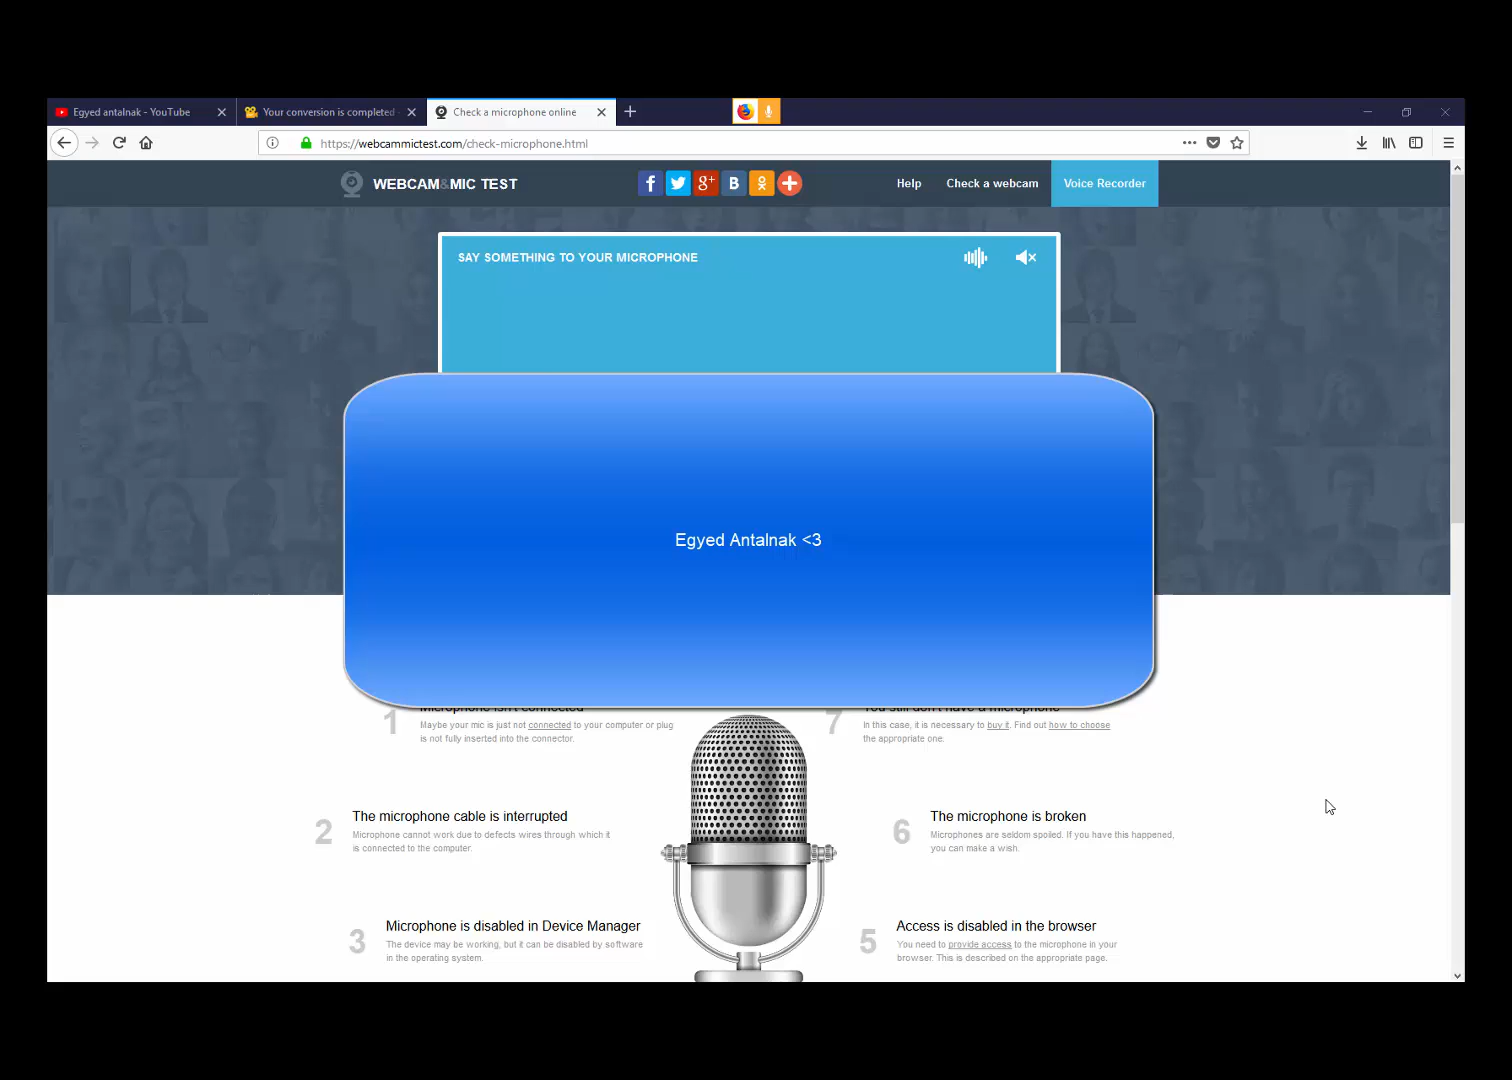 Egyed antalnak - YouTube
Your conversion is completed -
Check a microphone online
https://webcammictest.com/check-microphone.html
WEBCAM&MIC TEST
Help
Check a webcam
Voice Recorder
SAY SOMETHING TO YOUR MICROPHONE
Egyed Antalnak <3
1
Microphone isn't connected
Maybe your mic is just not connected to your computer or plug
is not fully inserted into the connector.
7
You still don't have a microphone
In this case, it is necessary to buy it. Find out how to choose
the appropriate one.
2
The microphone cable is interrupted
Microphone cannot work due to defects wires through which it
is connected to the computer.
6
The microphone is broken
Microphones are seldom spoiled. If you have this happened,
you can make a wish.
3
Microphone is disabled in Device Manager
The device may be working, but it can be disabled by software
in the operating system.
5
Access is disabled in the browser
You need to provide access to the microphone in your
browser. This is described on the appropriate page.